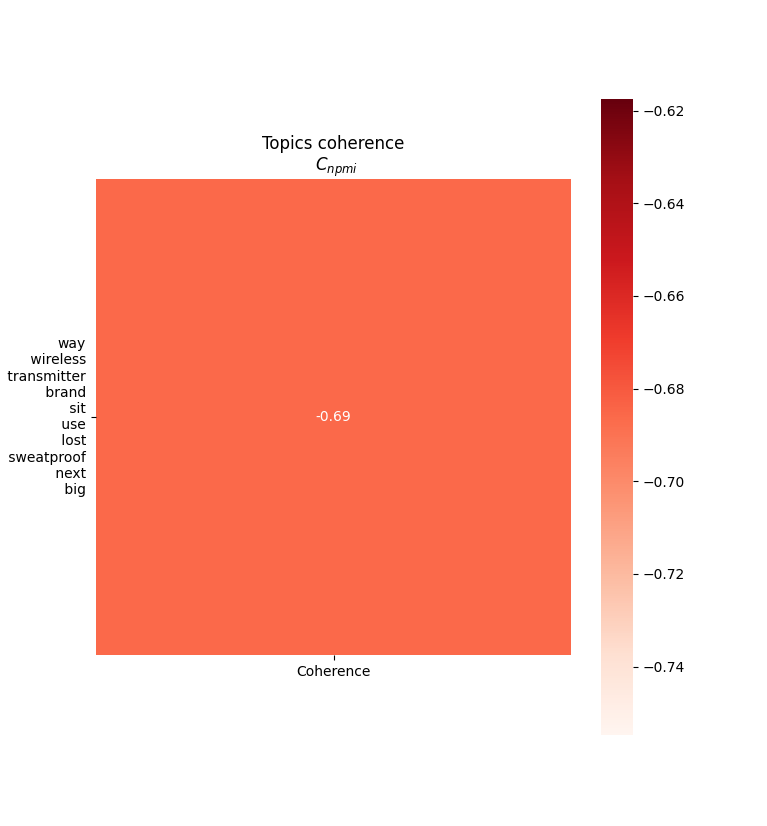 Topics coherence
C_npmi
way
wireless
transmitter
brand
sit
use
lost
sweatproof
next
big
-0.69
Coherence
−0.62
−0.64
−0.66
−0.68
−0.70
−0.72
−0.74